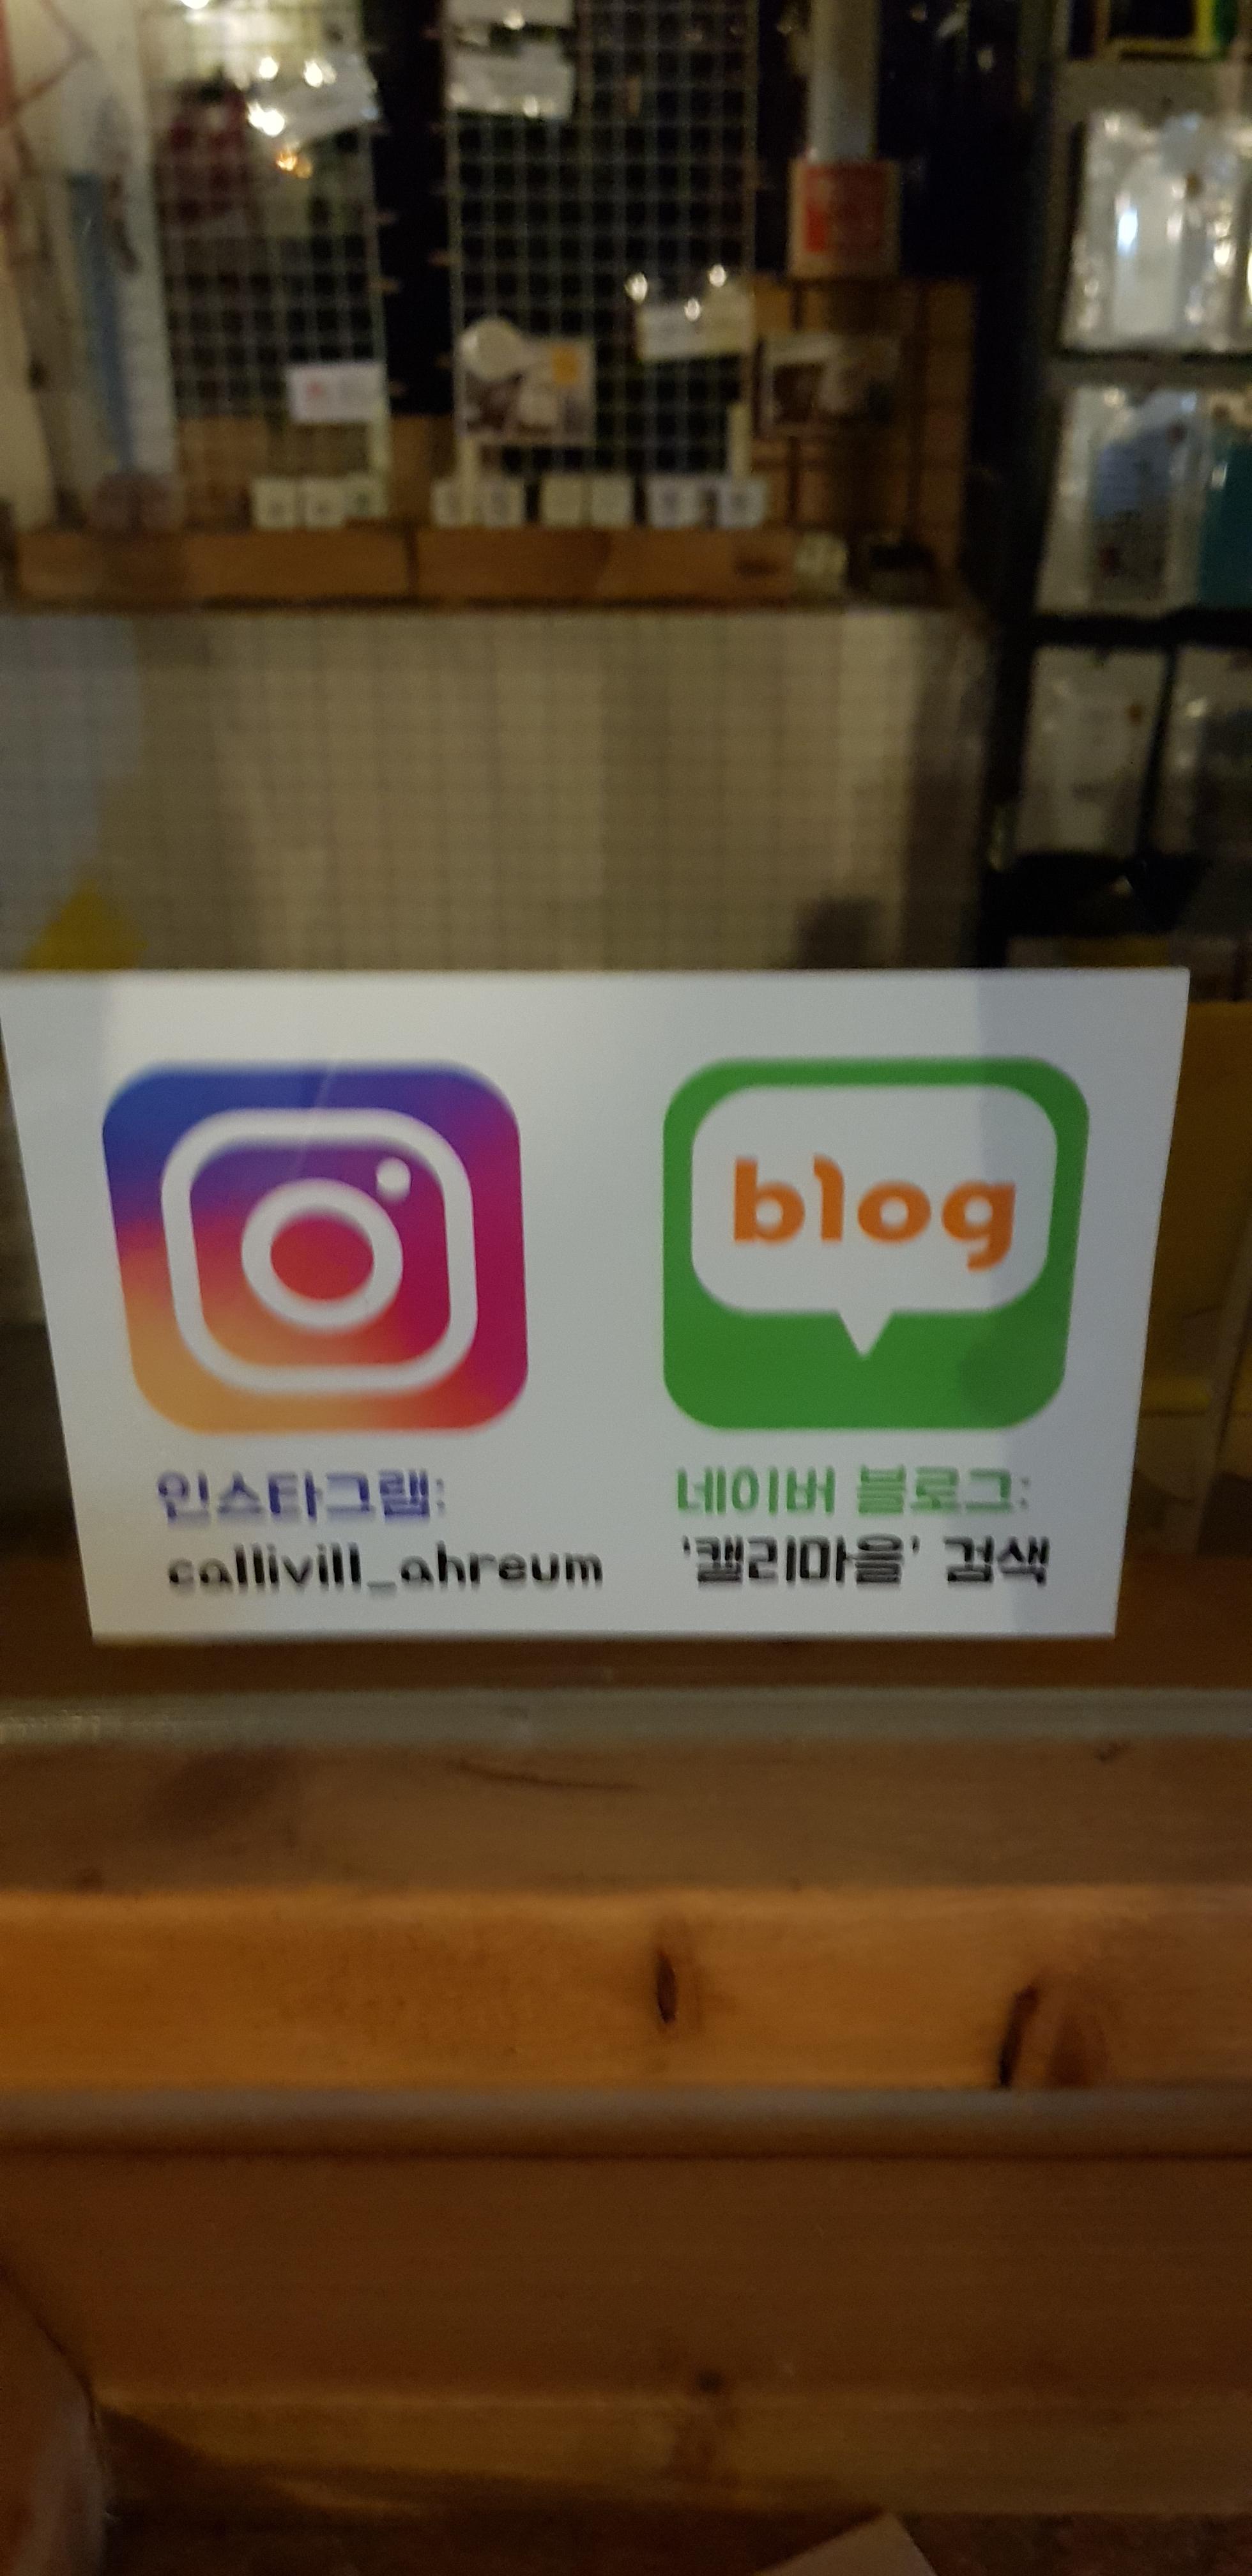 blog
인스타그램:
callivill_ahreum
네이버 블로그:
'캘리마을' 검색